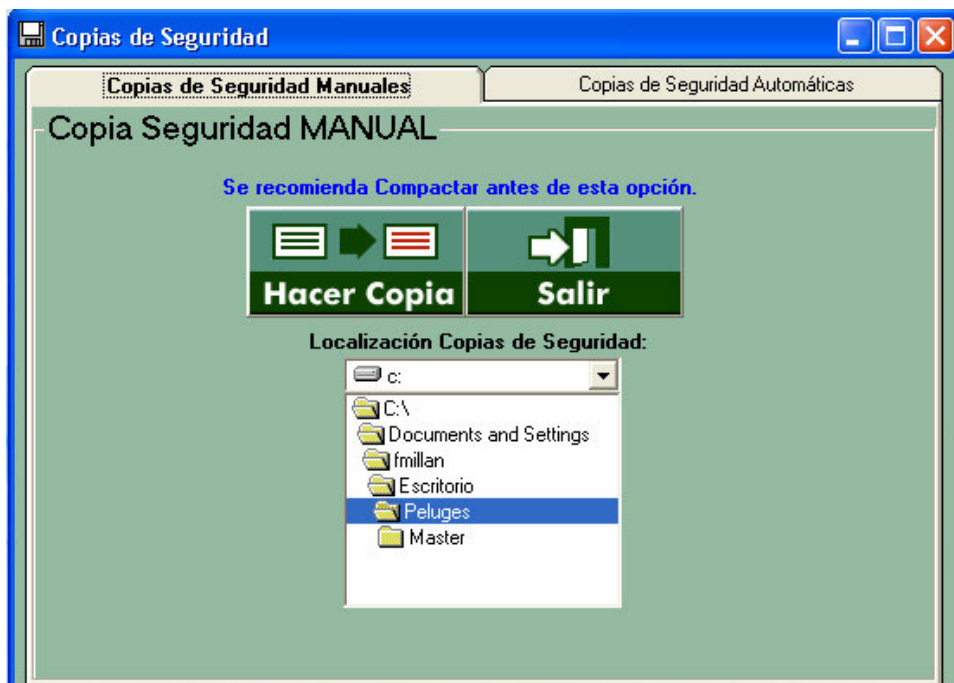 Copias de Seguridad
Copias de Seguridad Manuales
Copias de Seguridad Automáticas
Copia Seguridad MANUAL
Se recomienda Compactar antes de esta opción.
Hacer Copia
Salir
Localización Copias de Seguridad:
c:
C:\
Documents and Settings
fmillan
Escritorio
Peluges
Master